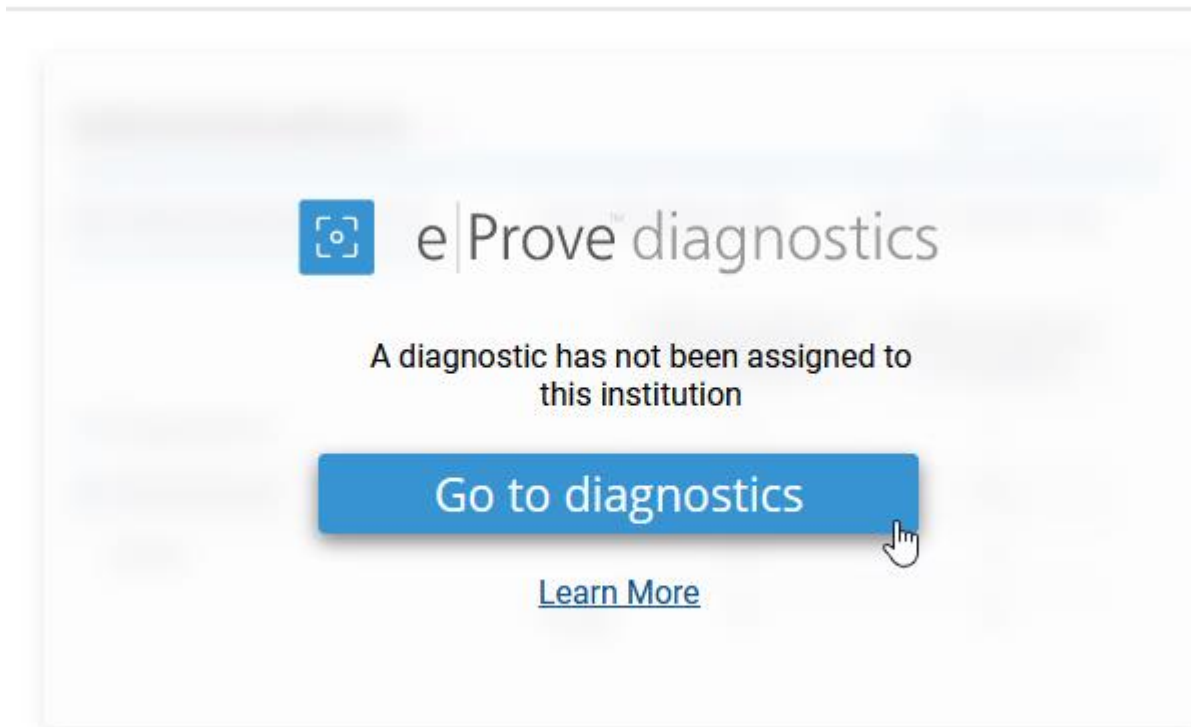 e|Prove™ diagnostics
A diagnostic has not been assigned to
this institution
Go to diagnostics
Learn More